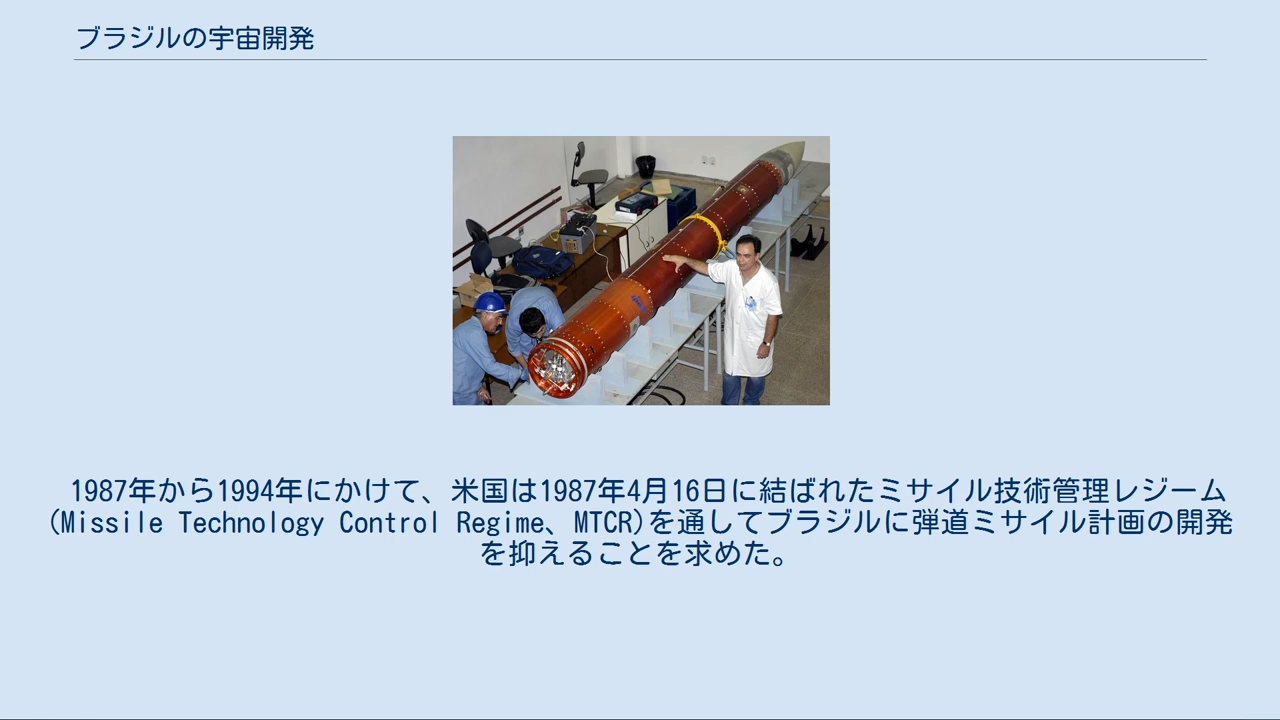 ブラジルの宇宙開発
1987年から1994年にかけて、米国は1987年4月16日に結ばれたミサイル技術管理レジーム
(Missile Technology Control Regime、MTCR)を通してブラジルに弾道ミサイル計画の開発
を抑えることを求めた。